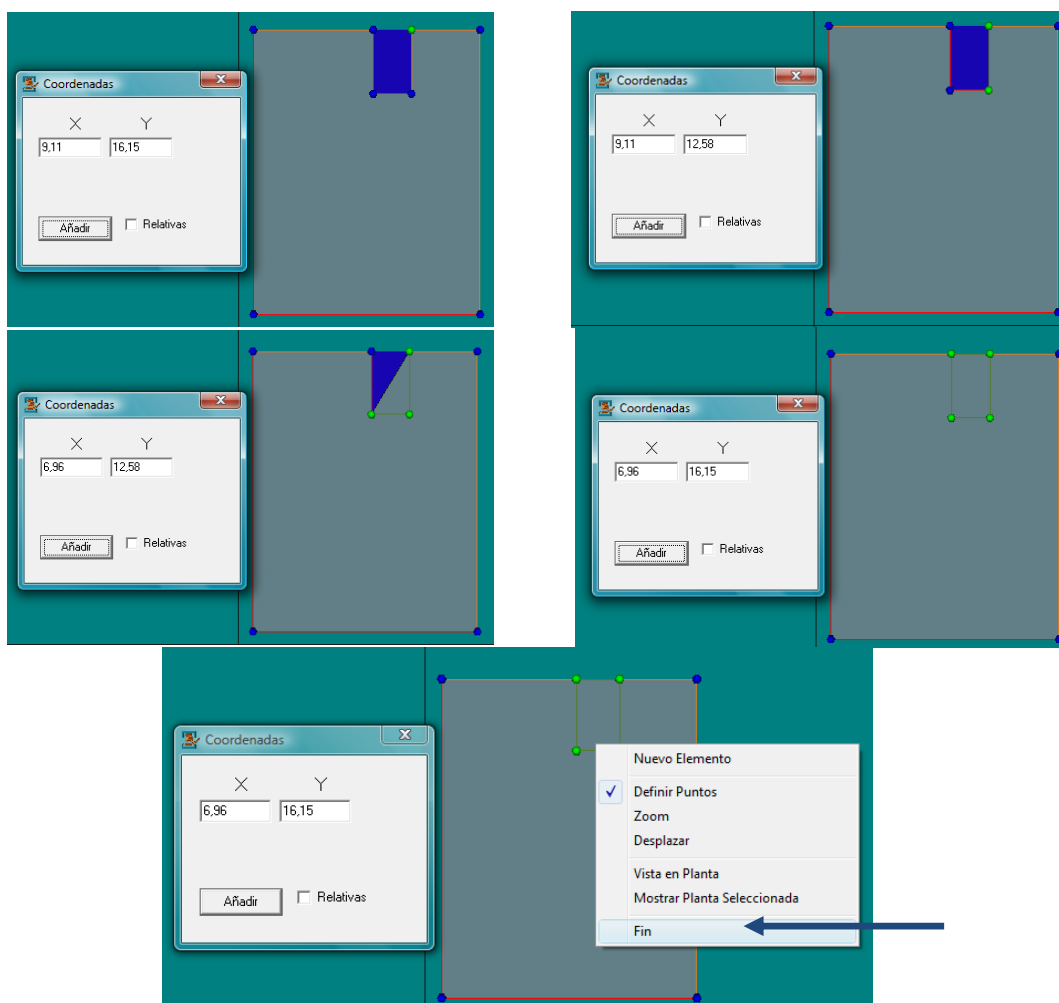 Coordenadas
X Y
9,11 16,15
Añadir Relativas
Coordenadas
X Y
9,11 12,58
Añadir Relativas
Coordenadas
X Y
6,96 12,58
Añadir Relativas
Coordenadas
X Y
6,96 16,15
Añadir Relativas
Coordenadas
X Y
6,96 16,15
Añadir Relativas
Nuevo Elemento
Definir Puntos
Zoom
Desplazar
Vista en Planta
Mostrar Planta Seleccionada
Fin